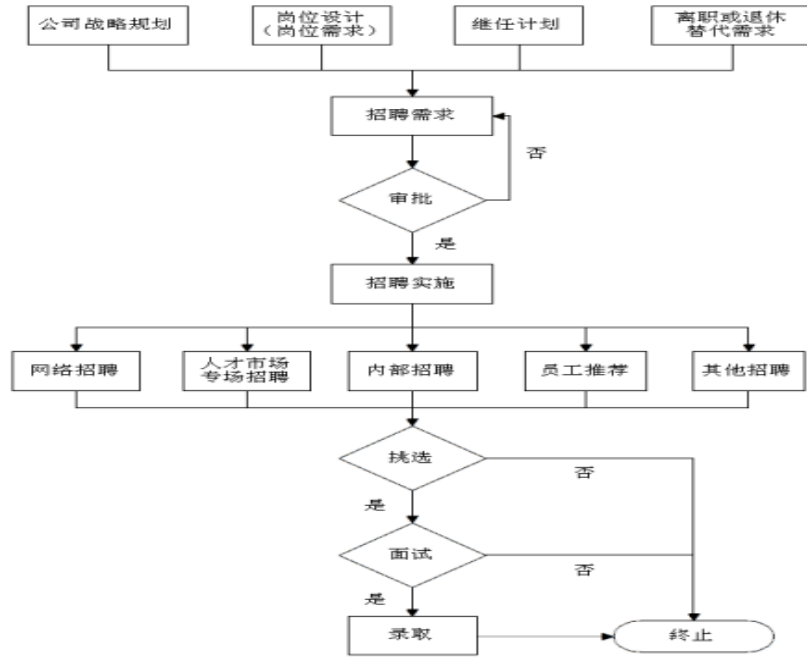 公司战略规划
岗位设计
（岗位需求）
继任计划
离职或退休
替代需求
招聘需求
否
审批
是
招聘实施
网络招聘
人才市场
专场招聘
内部招聘
员工推荐
其他招聘
挑选
否
是
面试
否
是
录取
终止